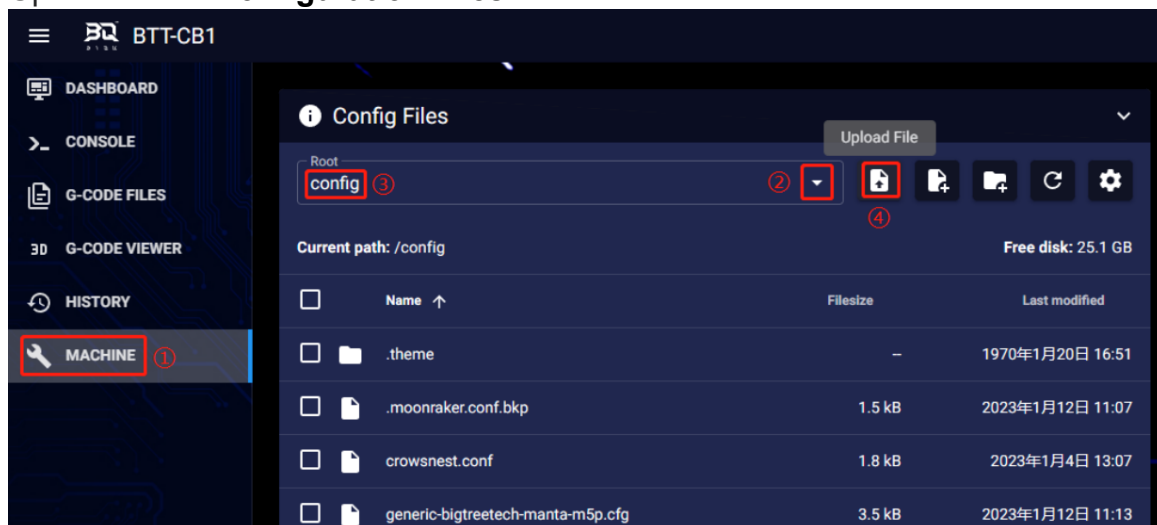 BQ BTT-CB1
DASHBOARD
CONSOLE
G-CODE FILES
3D G-CODE VIEWER
HISTORY
MACHINE ①
Config Files
Upload File
Root
config ③
②
④
Current path: /config
Free disk: 25.1 GB
Name Filesize Last modified
.theme -- 1970年1月20日 16:51
.moonraker.conf.bkp 1.5 kB 2023年1月12日 11:07
crowsnest.conf 1.8 kB 2023年1月4日 13:07
generic-bigtreetech-manta-m5p.cfg 3.5 kB 2023年1月12日 11:13